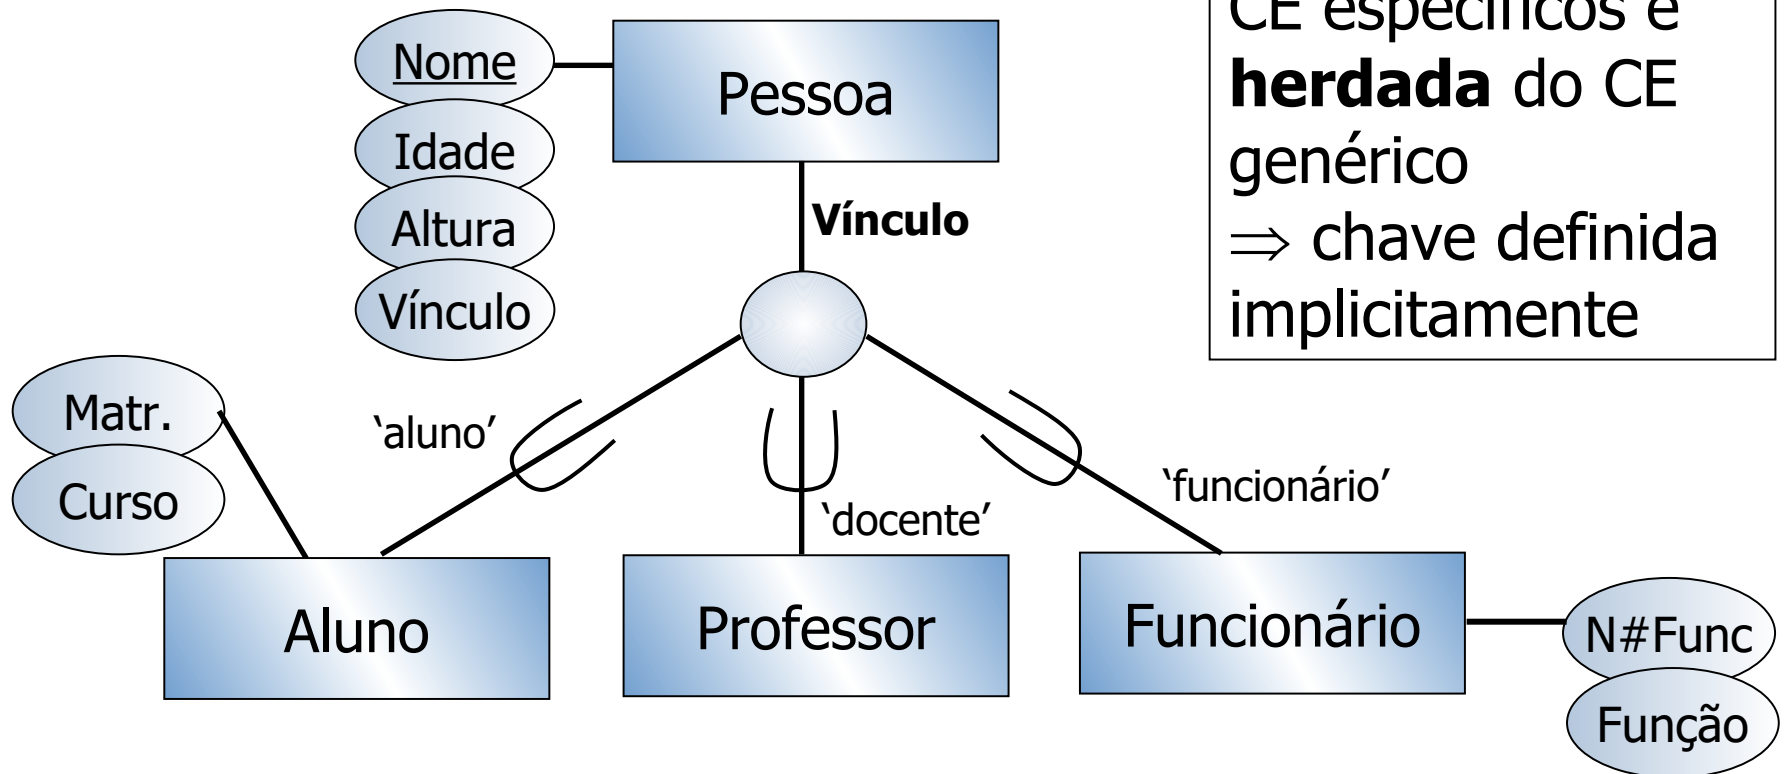 CE específicos é
herdada do CE
genérico
⇒ chave definida
implicitamente
Nome
Idade
Altura
Vínculo
Pessoa
Vínculo
Matr.
Curso
‘aluno’
‘docente’
‘funcionário’
Aluno
Professor
Funcionário
N#Func
Função